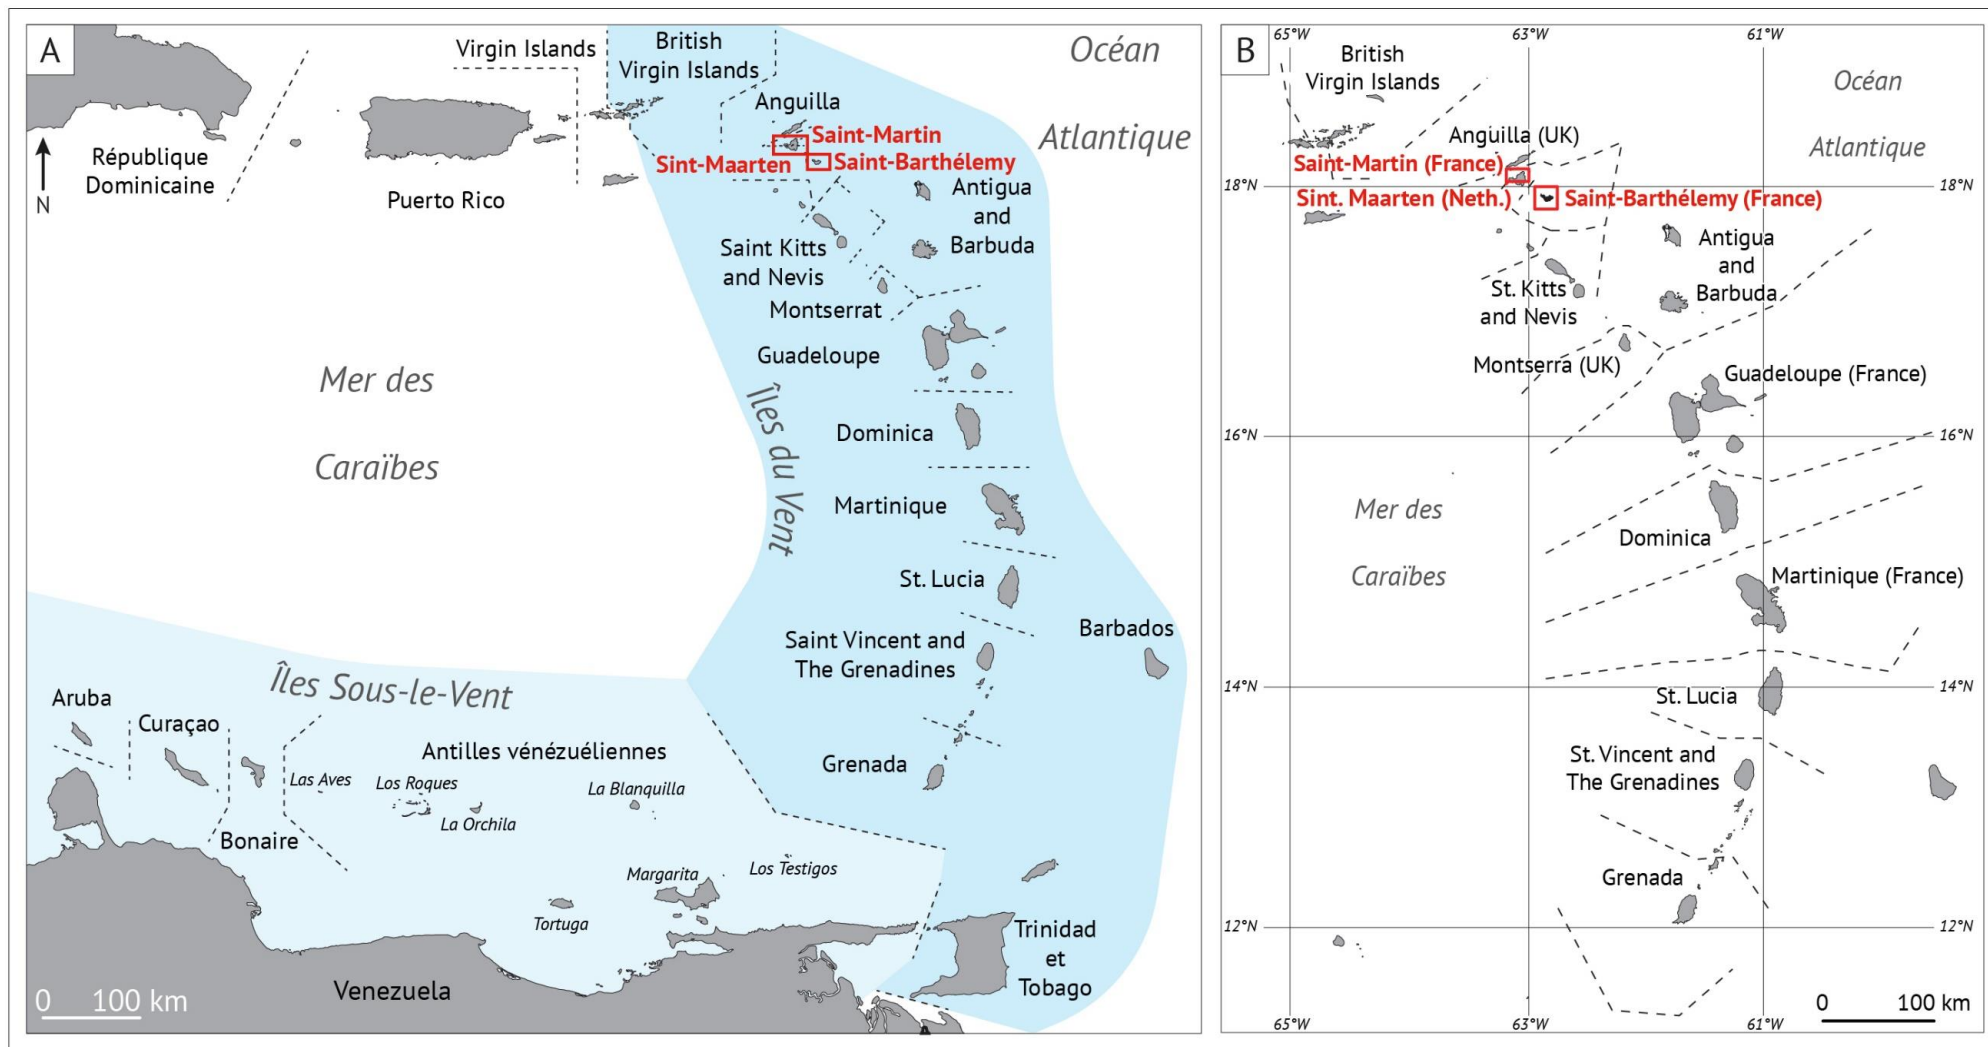 A
Virgin Islands
British
Virgin Islands
Océan
Atlantique
Anguilla
Saint-Martin
Sint-Maarten
Saint-Barthélemy
République
Dominicaine
N
Puerto Rico
Antigua
and
Barbuda
Saint Kitts
and Nevis
Montserrat
Guadeloupe
Mer des
Caraïbes
Îles du Vent
Dominica
Martinique
St. Lucia
Saint Vincent and
The Grenadines
Barbados
Îles Sous-le-Vent
Aruba
Curaçao
Antilles vénézuéliennes
Las Aves
Los Roques
La Blanquilla
La Orchila
Bonaire
Grenada
Margarita
Los Testigos
Tortuga
Trinidad
et
Tobago
Venezuela
0 100 km
B
65°W
63°W
61°W
British
Virgin Islands
Océan
Atlantique
Anguilla (UK)
Saint-Martin (France)
18°N
18°N
Sint. Maarten (Neth.)
Saint-Barthélemy (France)
Antigua
and
Barbuda
St. Kitts
and Nevis
Montserra (UK)
Guadeloupe (France)
16°N
16°N
Mer des
Caraïbes
Dominica
Martinique (France)
14°N
14°N
St. Lucia
St. Vincent and
The Grenadines
Grenada
12°N
12°N
0 100 km
65°W
63°W
61°W